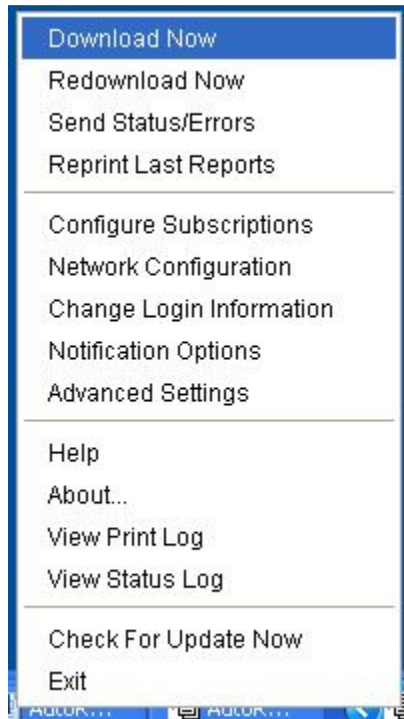 Download Now
Redownload Now
Send Status/Errors
Reprint Last Reports
Configure Subscriptions
Network Configuration
Change Login Information
Notification Options
Advanced Settings
Help
About...
View Print Log
View Status Log
Check For Update Now
Exit